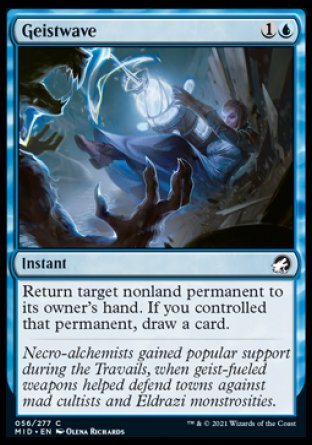 Geistwave 1
Instant
Return target nonland permanent to
its owner's hand. If you controlled
that permanent, draw a card.
Necro-alchemists gained popular support
during the Travails, when geist-fueled
weapons helped defend towns against
mad cultists and Eldrazi monstrosities.
056/277 C
MID • EN OLENA RICHARDS ™ & © 2021 Wizards of the Coast